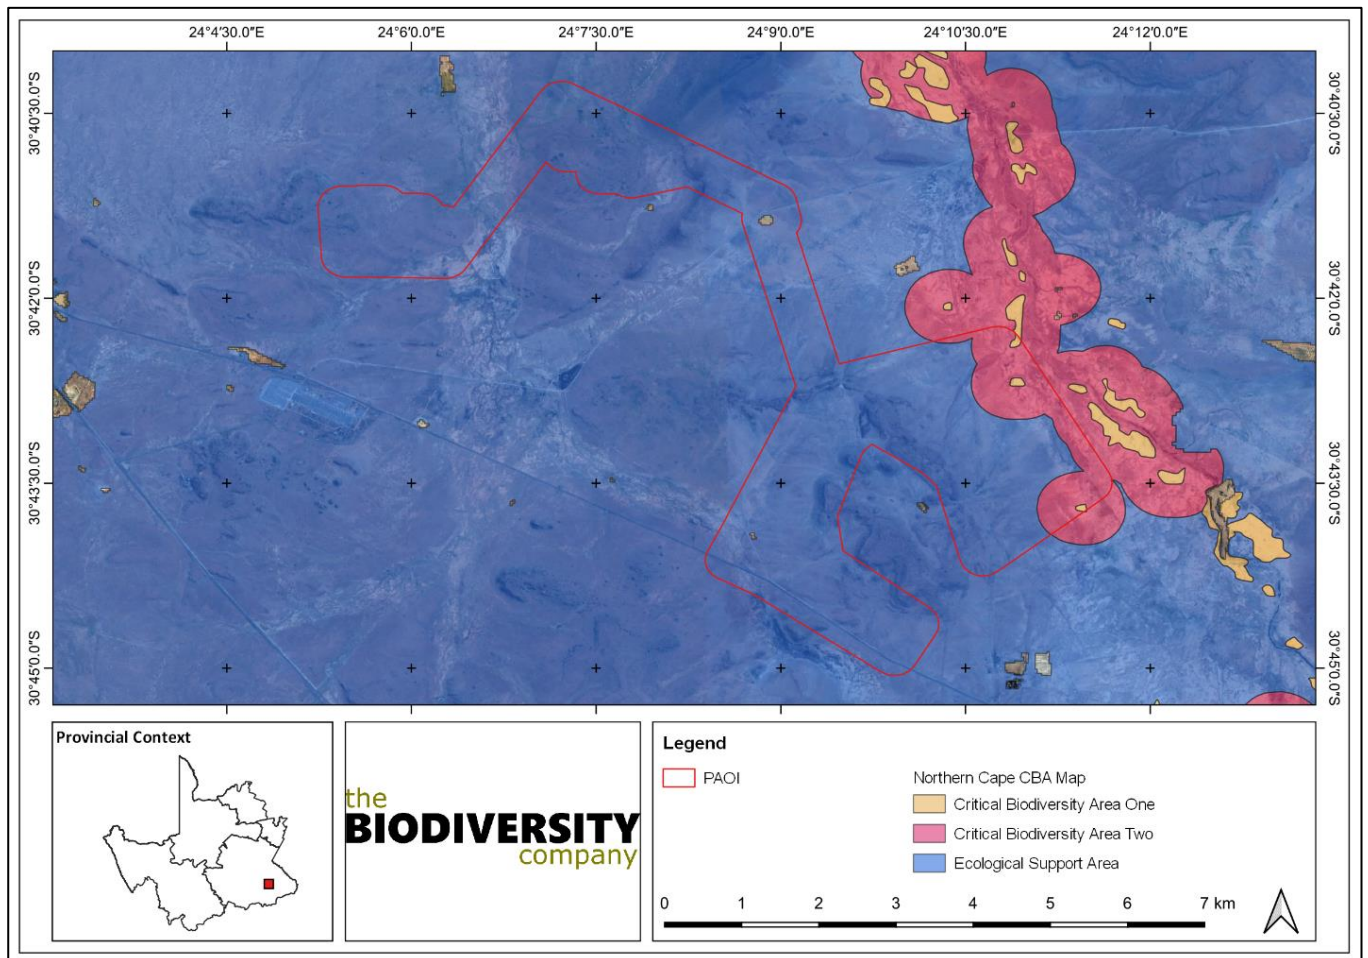 24°4'30.0"E 24°6'0.0"E 24°7'30.0"E 24°9'0.0"E 24°10'30.0"E 24°12'0.0"E
30°40'30.0"S 30°40'30.0"S
30°42'0.0"S 30°42'0.0"S
30°43'30.0"S 30°43'30.0"S
30°45'0.0"S 30°45'0.0"S
Provincial Context
the
BIODIVERSITY
company
Legend
PAOI
Northern Cape CBA Map
Critical Biodiversity Area One
Critical Biodiversity Area Two
Ecological Support Area
0 1 2 3 4 5 6 7 km